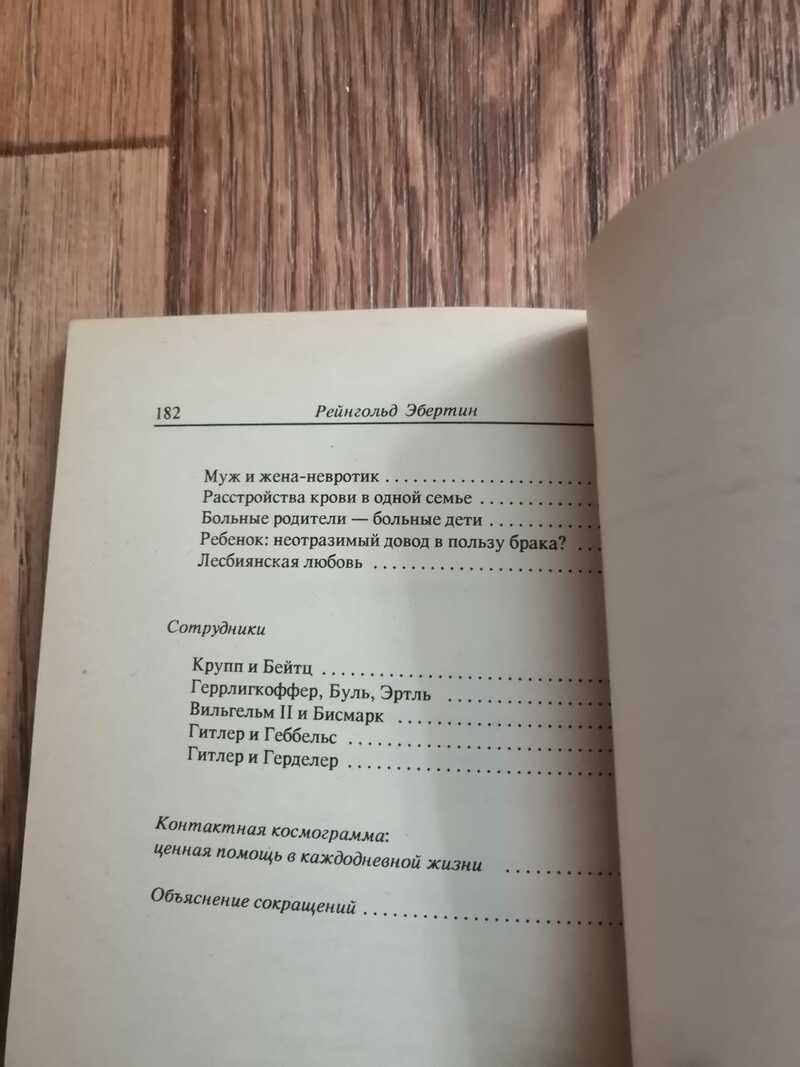 182 Рейнгольд Эбертин
Муж и жена-невротик
Расстройства крови в одной семье
Больные родители — больные дети
Ребенок: неотразимый довод в пользу брака?
Лесбиянская любовь
Сотрудники
Крупп и Бейтц
Геррлигкоффер, Буль, Эртль
Вильгельм II и Бисмарк
Гитлер и Геббельс
Гитлер и Герделер
Контактная космограмма:
ценная помощь в каждодневной жизни
Объяснение сокращений